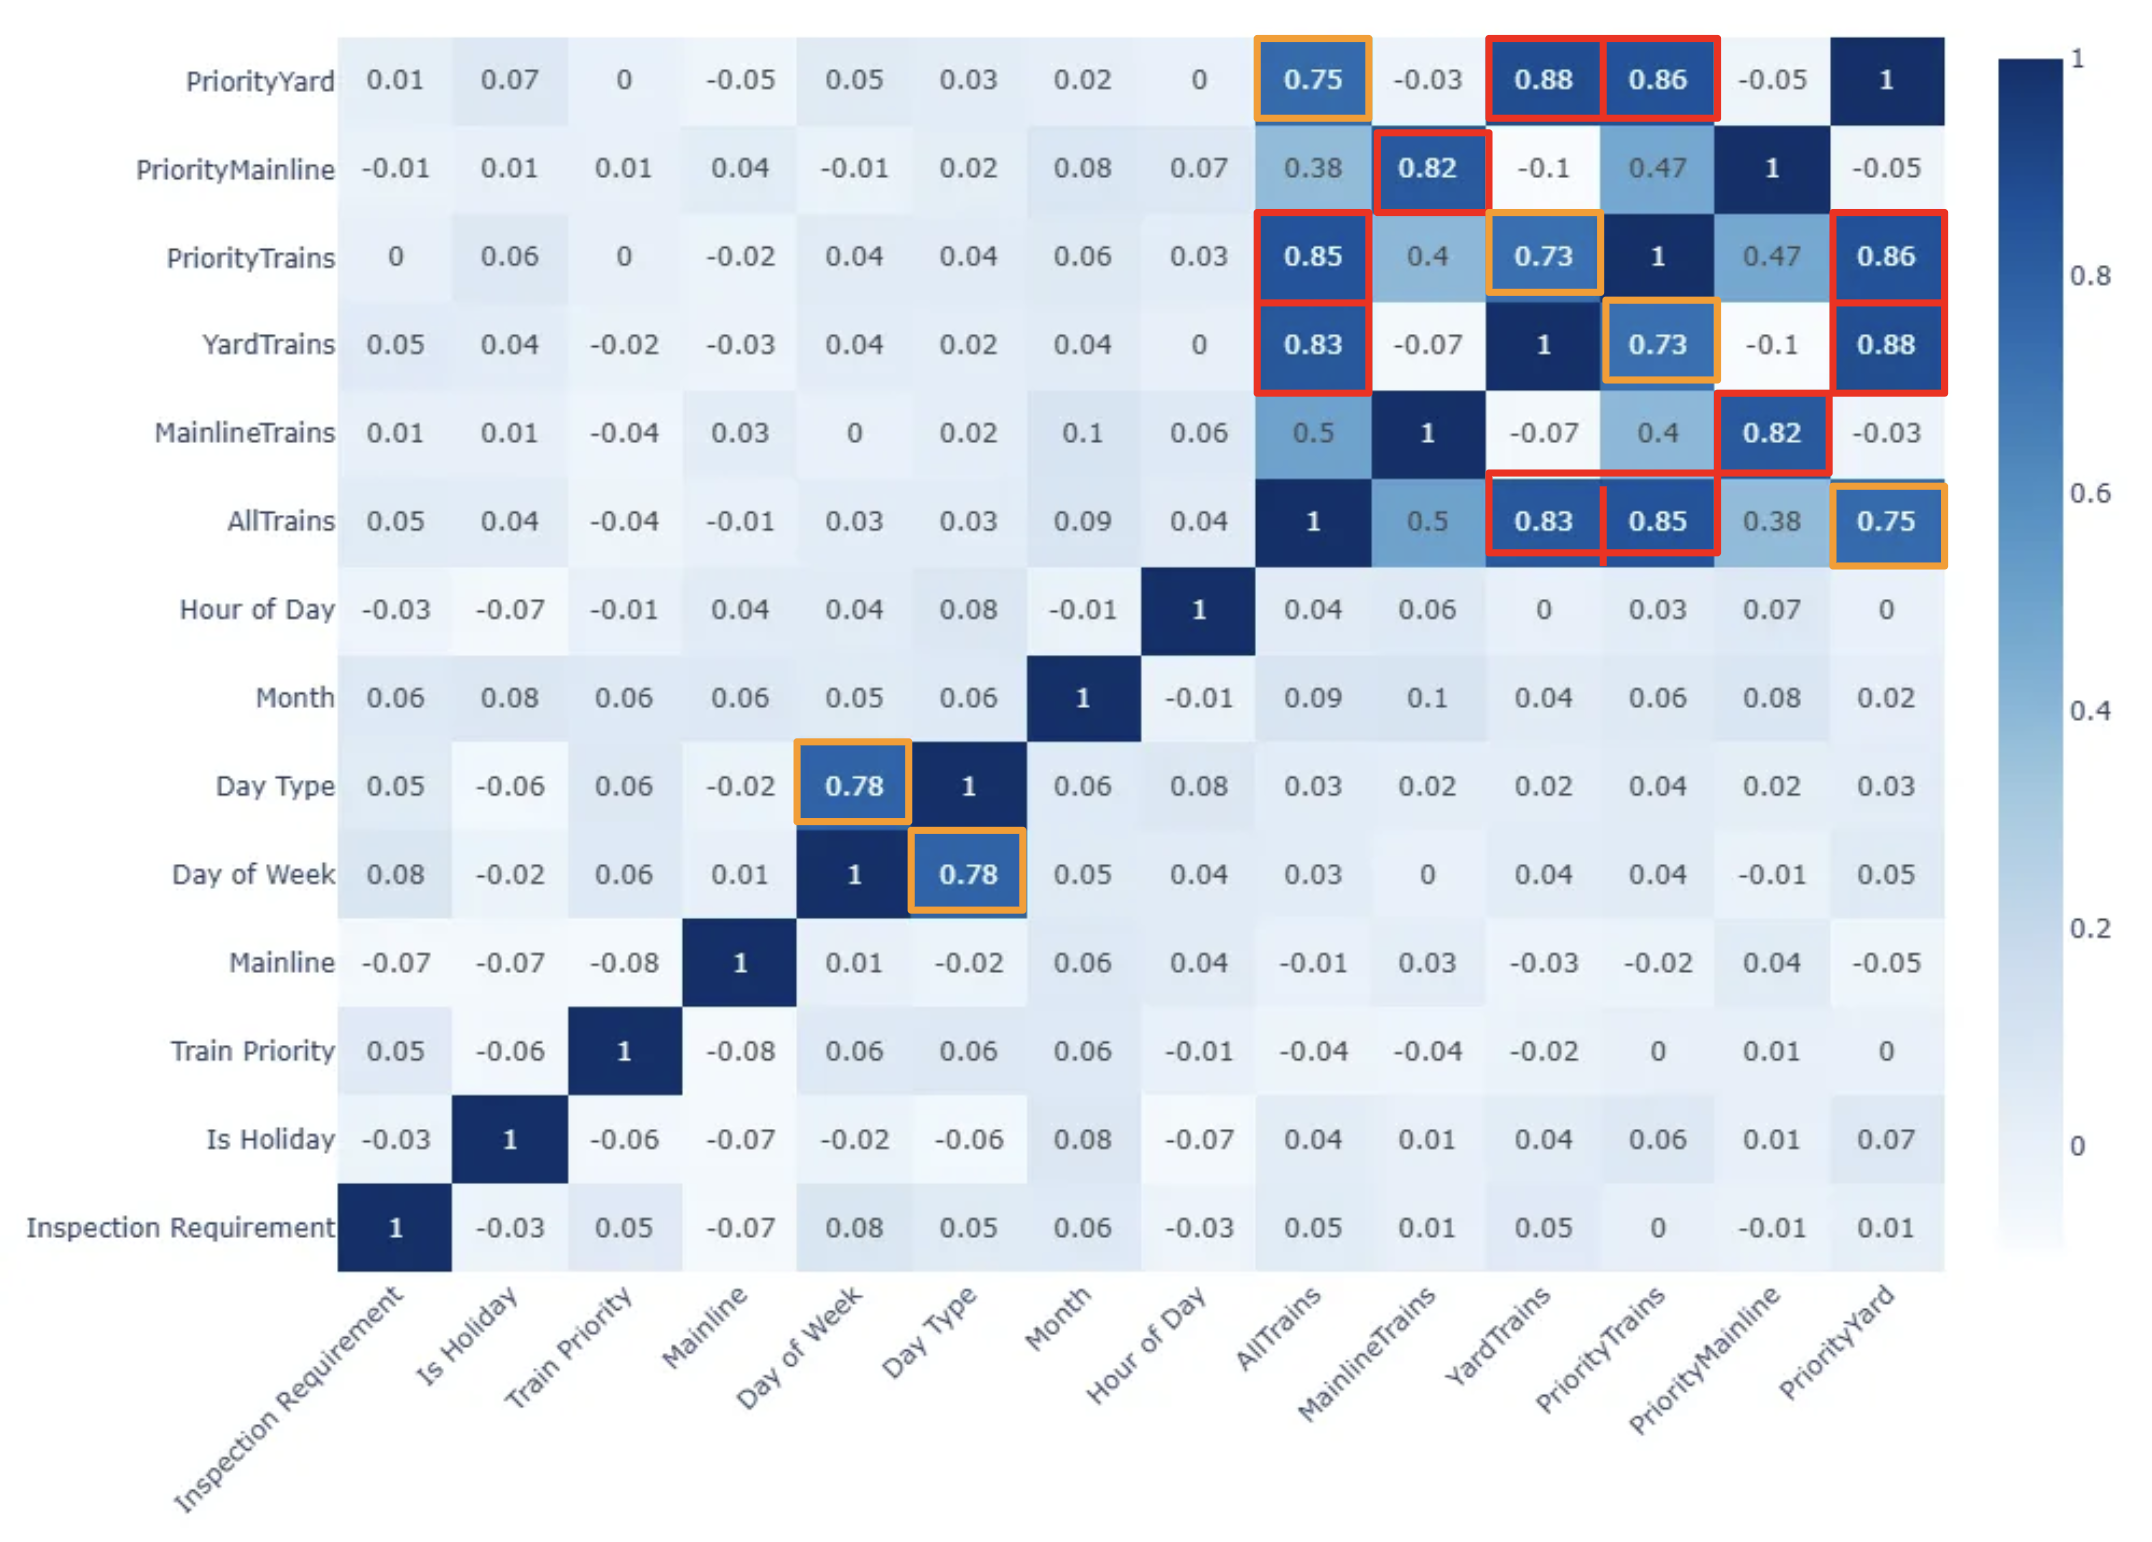 PriorityYard 0.01 0.07 0 -0.05 0.05 0.03 0.02 0 0.75 -0.03 0.88 0.86 -0.05 1
PriorityMainline -0.01 0.01 0.01 0.04 -0.01 0.02 0.08 0.07 0.38 0.82 -0.1 0.47 1 -0.05
PriorityTrains 0 0.06 0 -0.02 0.04 0.04 0.06 0.03 0.85 0.4 0.73 1 0.47 0.86
YardTrains 0.05 0.04 -0.02 -0.03 0.04 0.02 0.04 0 0.83 -0.07 1 0.73 -0.1 0.88
MainlineTrains 0.01 0.01 -0.04 0.03 0 0.02 0.1 0.06 0.5 1 -0.07 0.4 0.82 -0.03
AllTrains 0.05 0.04 -0.04 -0.01 0.03 0.03 0.09 0.04 1 0.5 0.83 0.85 0.38 0.75
Hour of Day -0.03 -0.07 -0.01 0.04 0.04 0.08 -0.01 1 0.04 0.06 0 0.03 0.07 0
Month 0.06 0.08 0.06 0.06 0.05 0.06 1 -0.01 0.09 0.1 0.04 0.06 0.08 0.02
Day Type 0.05 -0.06 0.06 -0.02 0.78 1 0.06 0.08 0.03 0.02 0.02 0.04 0.02 0.03
Day of Week 0.08 -0.02 0.06 0.01 1 0.78 0.05 0.04 0.03 0 0.04 0.04 -0.01 0.05
Mainline -0.07 -0.07 -0.08 1 0.01 -0.02 0.06 0.04 -0.01 0.03 -0.03 -0.02 0.04 -0.05
Train Priority 0.05 -0.06 1 -0.08 0.06 0.06 0.06 -0.01 -0.04 -0.04 -0.02 0 0.01 0
Is Holiday -0.03 1 -0.06 -0.07 -0.02 -0.06 0.08 -0.07 0.04 0.01 0.04 0.06 0.01 0.07
Inspection Requirement 1 -0.03 0.05 -0.07 0.08 0.05 0.06 -0.03 0.05 0.01 0.05 0 -0.01 0.01
Inspection Requirement
Is Holiday
Train Priority
Mainline
Day of Week
Day Type
Month
Hour of Day
AllTrains
MainlineTrains
YardTrains
PriorityTrains
PriorityMainline
PriorityYard
1
0.8
0.6
0.4
0.2
0